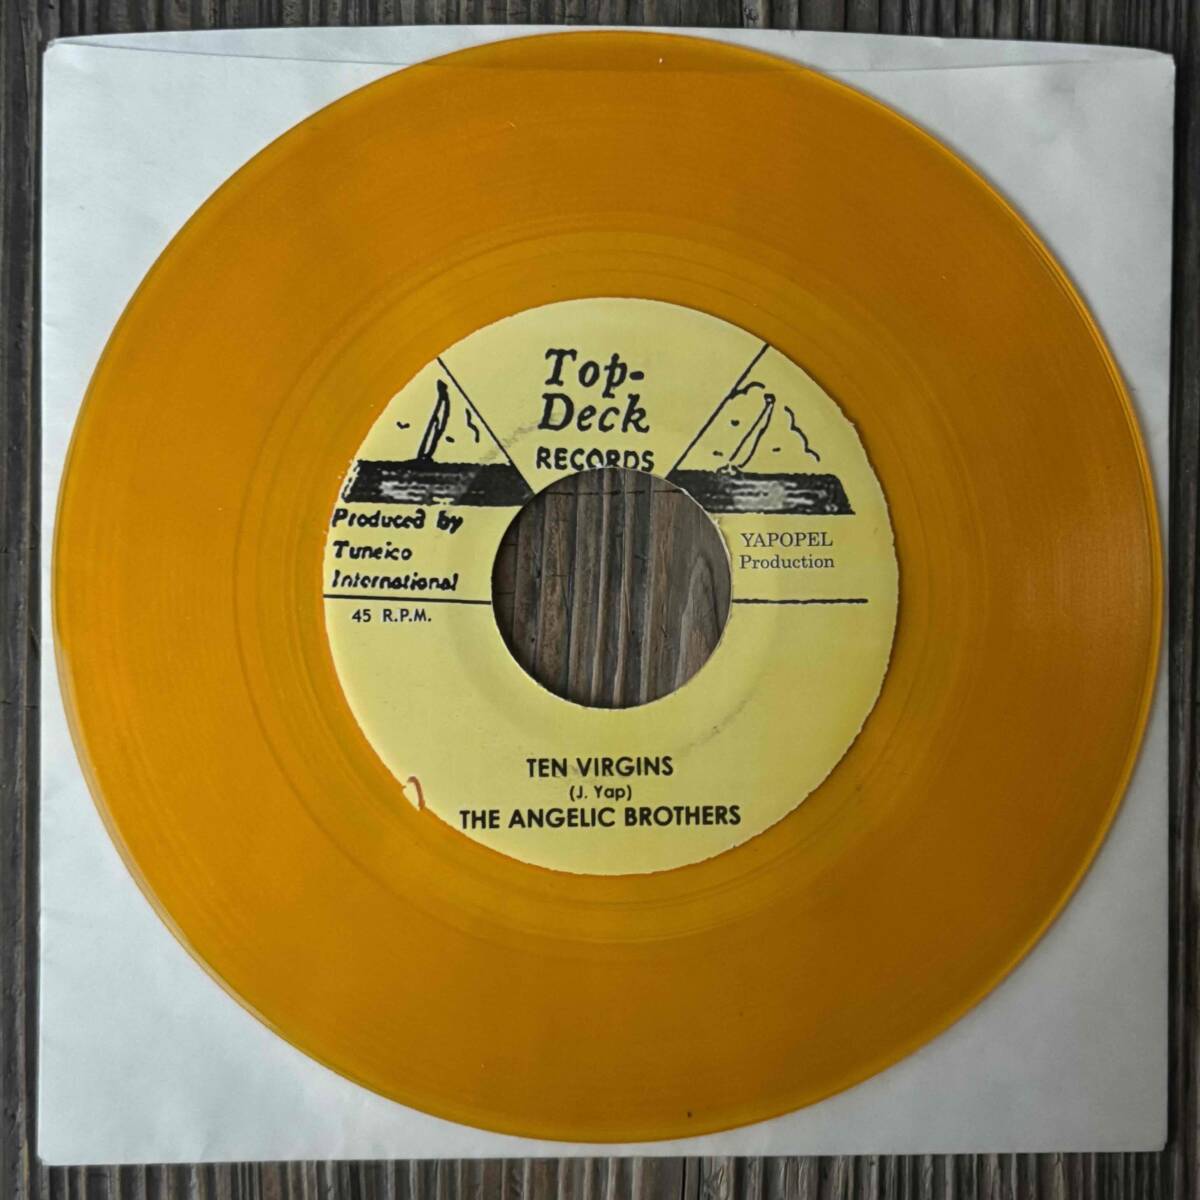 Top-
Deck
RECORDS
Produced by
Tuneico
International
45 R.P.M.
YAPOPEL
Production
TEN VIRGINS
(J. Yap)
THE ANGELIC BROTHERS